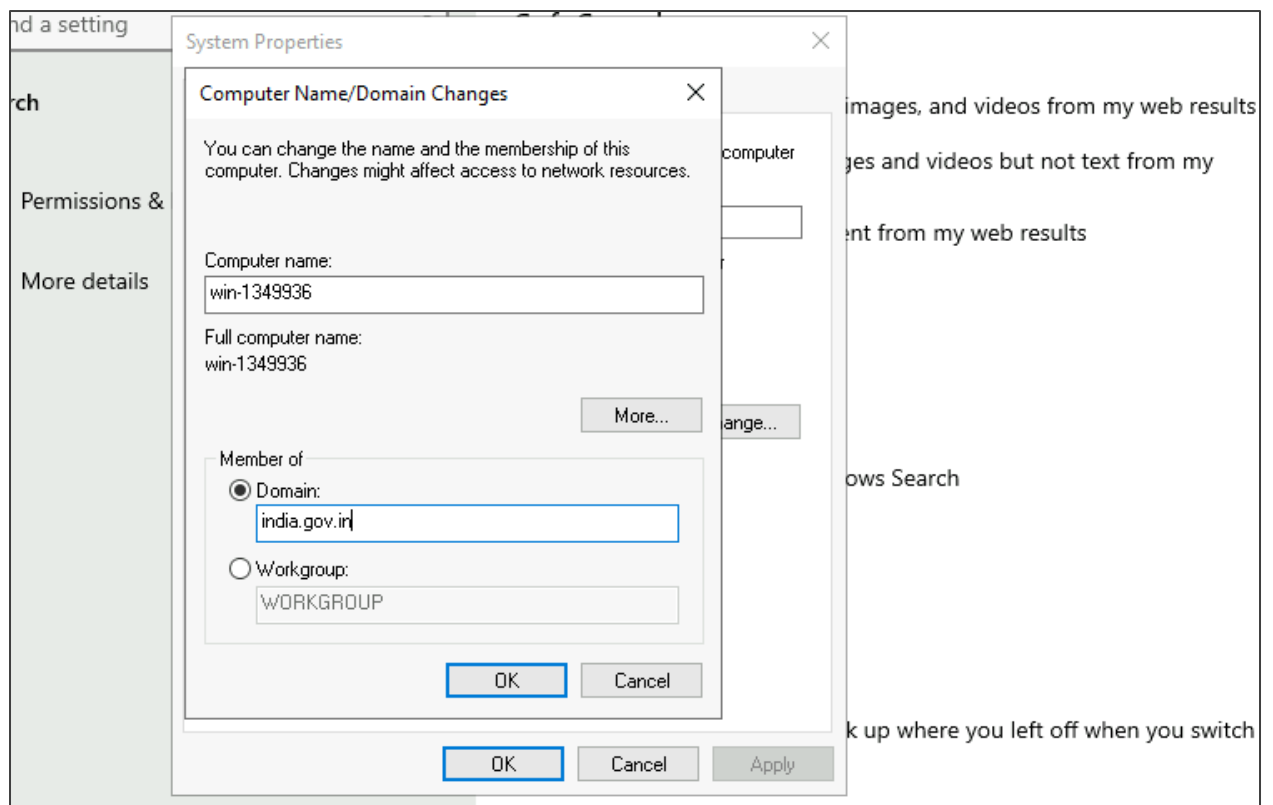 nd a setting
System Properties
rch
Computer Name/Domain Changes
images, and videos from my web results
You can change the name and the membership of this
computer. Changes might affect access to network resources.
computer
ges and videos but not text from my
Permissions &
ent from my web results
Computer name:
More details
win-1349936
Full computer name:
win-1349936
More...
ange...
Member of
Domain:
ows Search
india.gov.in
Workgroup:
WORKGROUP
OK
Cancel
k up where you left off when you switch
OK
Cancel
Apply